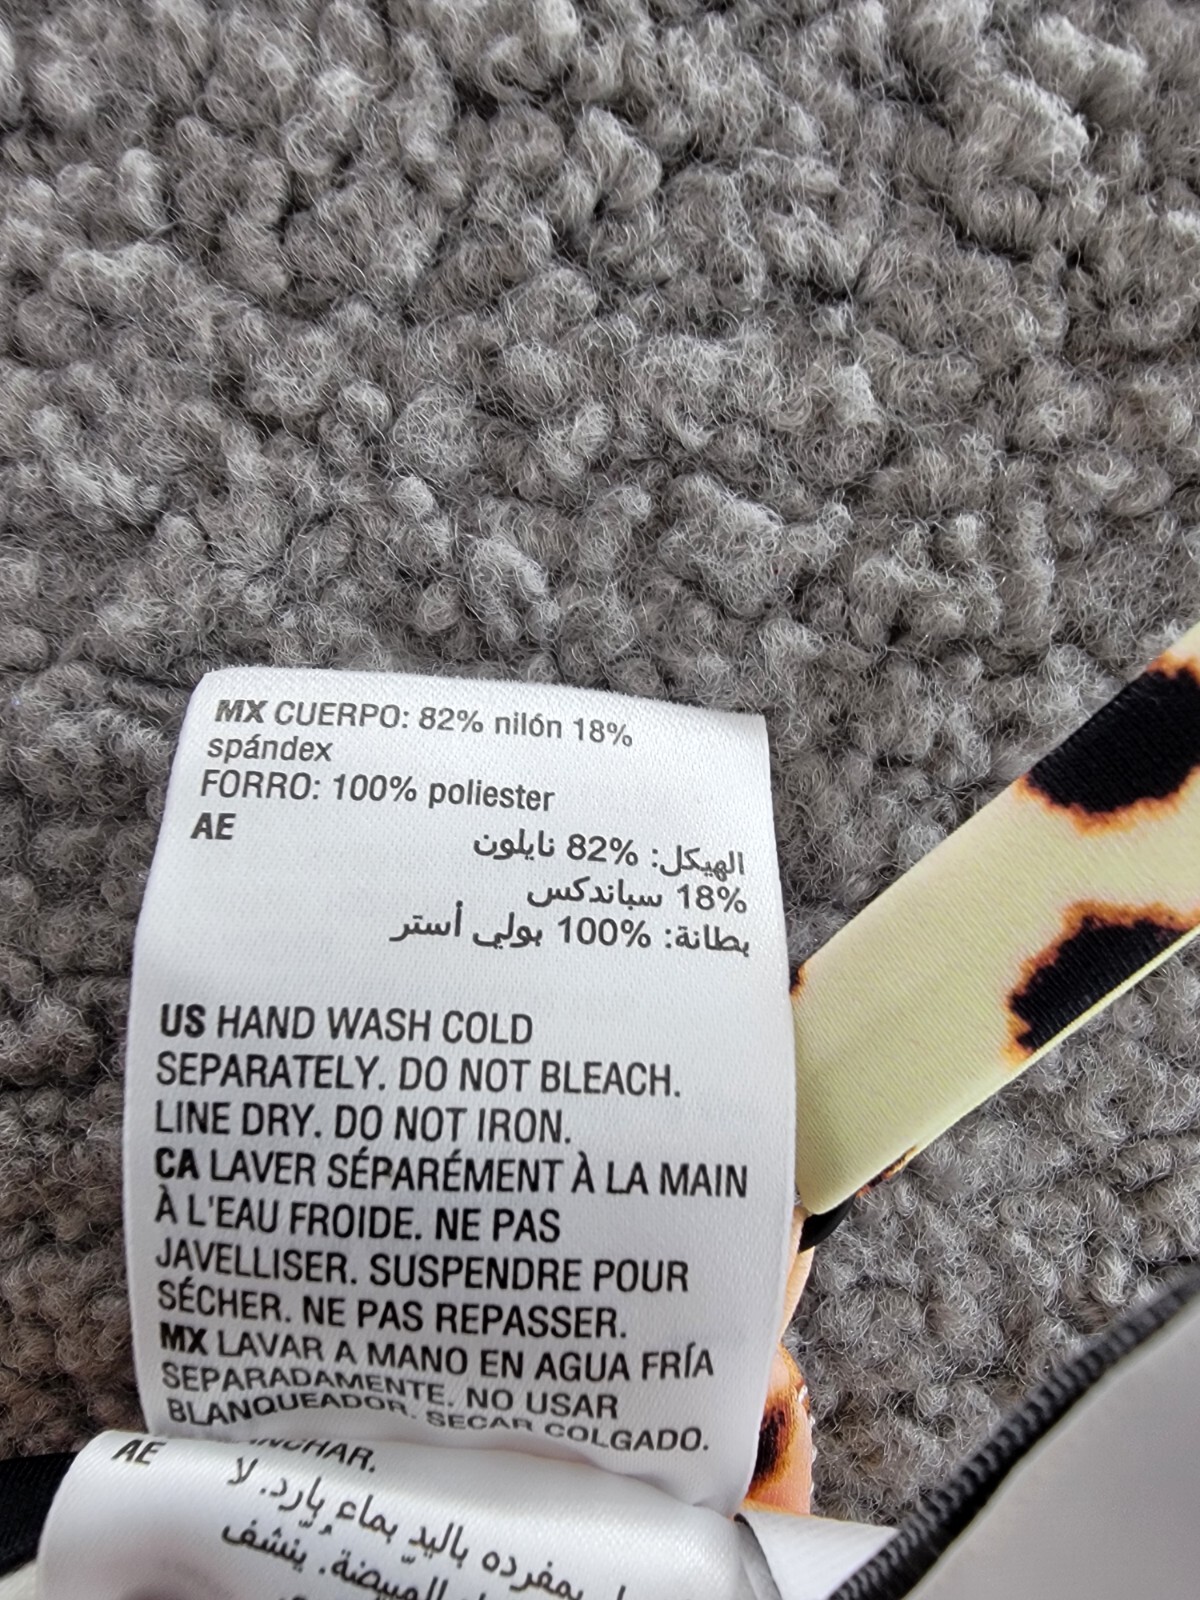 MX CUERPO: 82% nilón 18%
spándex
FORRO: 100% poliester
AE
الهيكل: 82% نايلون
18% سباندكس
بطانة: 100% بولي أستر
US HAND WASH COLD
SEPARATELY. DO NOT BLEACH.
LINE DRY. DO NOT IRON.
CA LAVER SÉPARÉMENT À LA MAIN
À L'EAU FROIDE. NE PAS
JAVELLISER. SUSPENDRE POUR
SÉCHER. NE PAS REPASSER.
MX LAVAR A MANO EN AGUA FRÍA
SEPARADAMENTE. NO USAR
BLANQUEADOR. SECAR COLGADO.
AE
بمفرده باليد بماء بارد. لا
المبيضة. ينشف